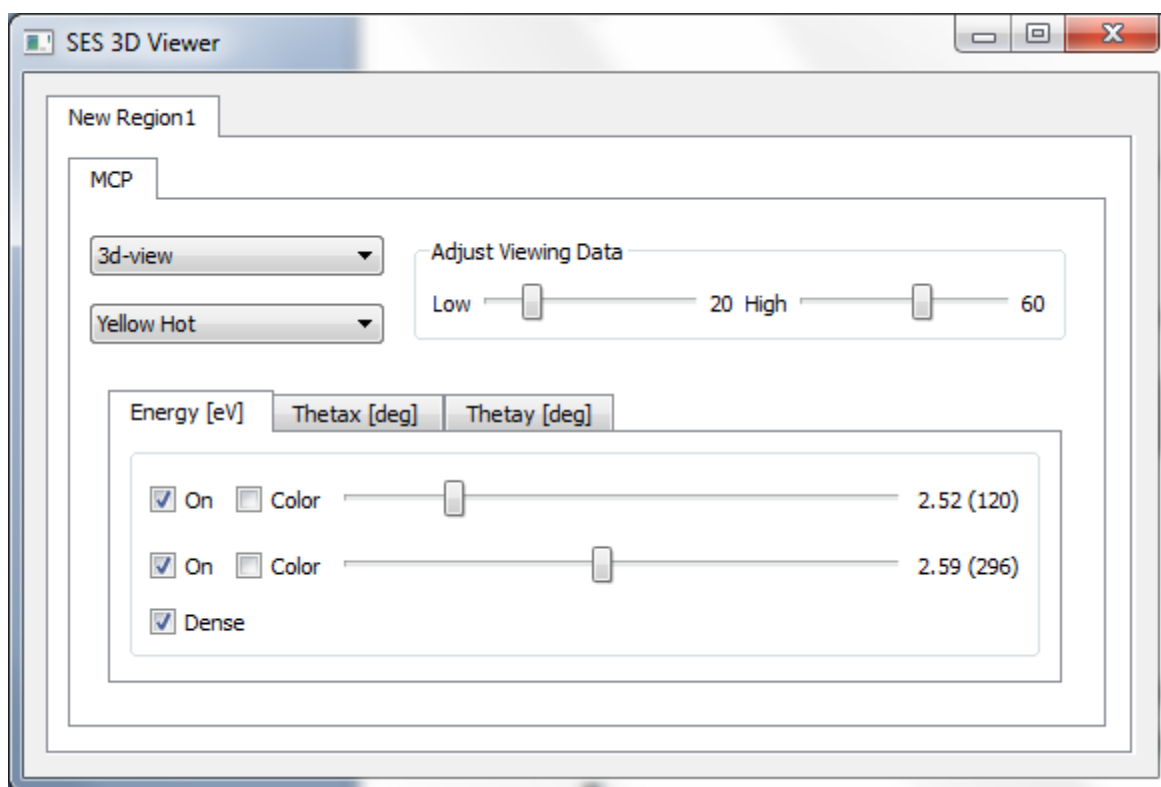 SES 3D Viewer
New Region1
MCP
3d-view
Adjust Viewing Data
Low 20 High 60
Yellow Hot
Energy [eV] Thetax [deg] Thetay [deg]
On Color 2.52 (120)
On Color 2.59 (296)
Dense